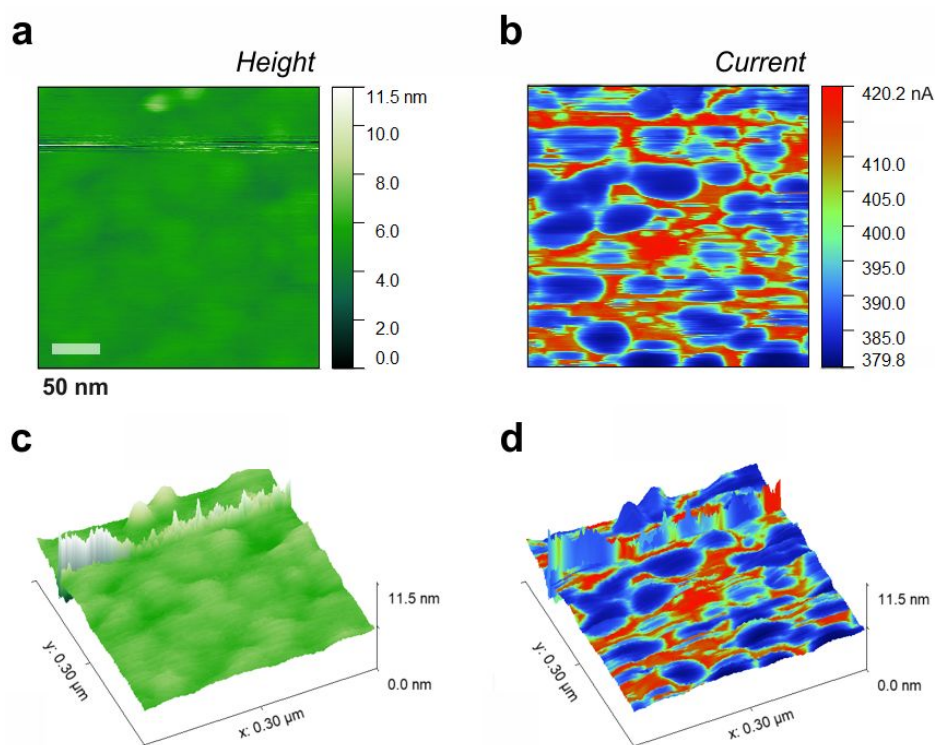 a
Height
11.5 nm
10.0
8.0
6.0
4.0
2.0
0.0
50 nm
b
Current
420.2 nA
410.0
405.0
400.0
395.0
390.0
385.0
379.8
c
11.5 nm
0.0 nm
y: 0.30 µm
x: 0.30 µm
d
11.5 nm
0.0 nm
y: 0.30 µm
x: 0.30 µm